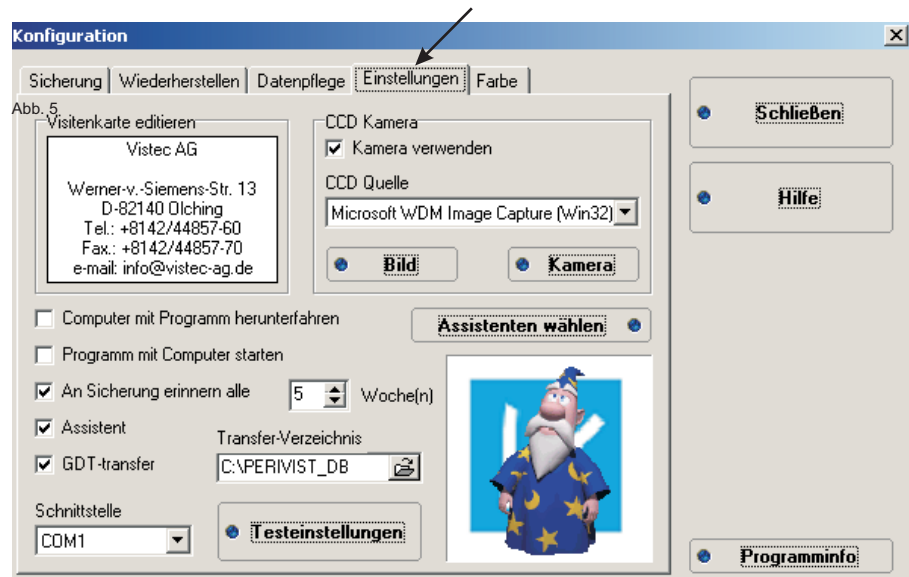 Konfiguration
Sicherung Wiederherstellen Datenpflege Einstellungen Farbe
Abb. 5
Visitenkarte editieren
Vistec AG
Werner-v.-Siemens-Str. 13
D-82140 Olching
Tel.: +8142/44857-60
Fax.: +8142/44857-70
e-mail: info@vistec-ag.de
CCD Kamera
Kamera verwenden
CCD Quelle
Microsoft WDM Image Capture (Win32)
Bild
Kamera
Schließen
Hilfe
Computer mit Programm herunterfahren
Assistenten wählen
Programm mit Computer starten
An Sicherung erinnern alle 5 Woche(n)
Assistent
GDT-transfer
Transfer-Verzeichnis
C:\PERIVIST_DB
Schnittstelle
COM1
Testeinstellungen
Programminfo